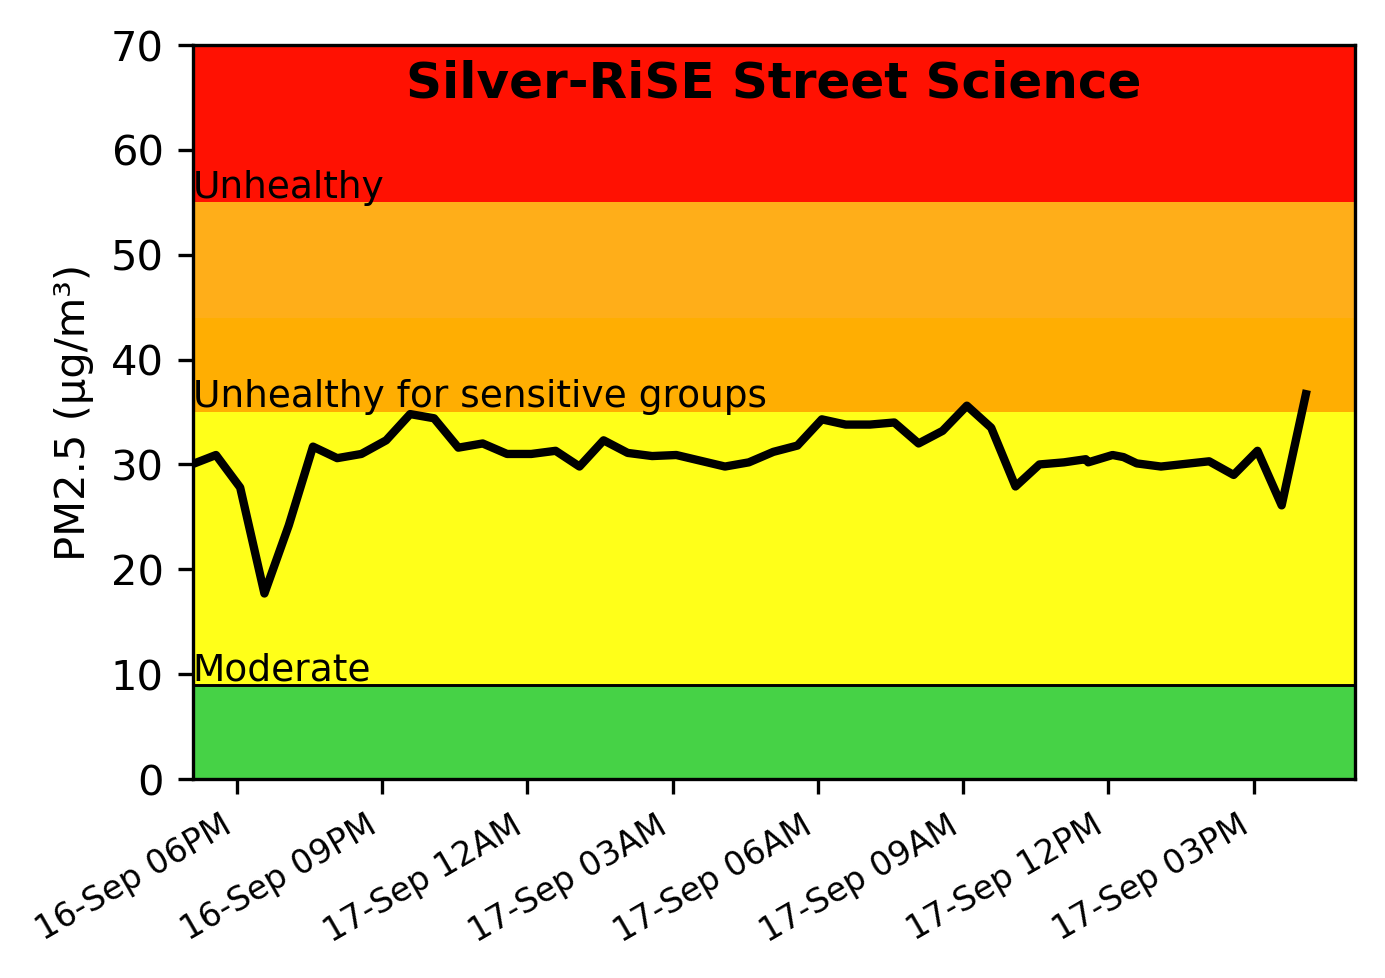 Silver-RiSE Street Science
PM2.5 (µg/m³)
70
60
Unhealthy
50
40
Unhealthy for sensitive groups
30
20
10
Moderate
0
16-Sep 06PM
16-Sep 09PM
17-Sep 12AM
17-Sep 03AM
17-Sep 06AM
17-Sep 09AM
17-Sep 12PM
17-Sep 03PM